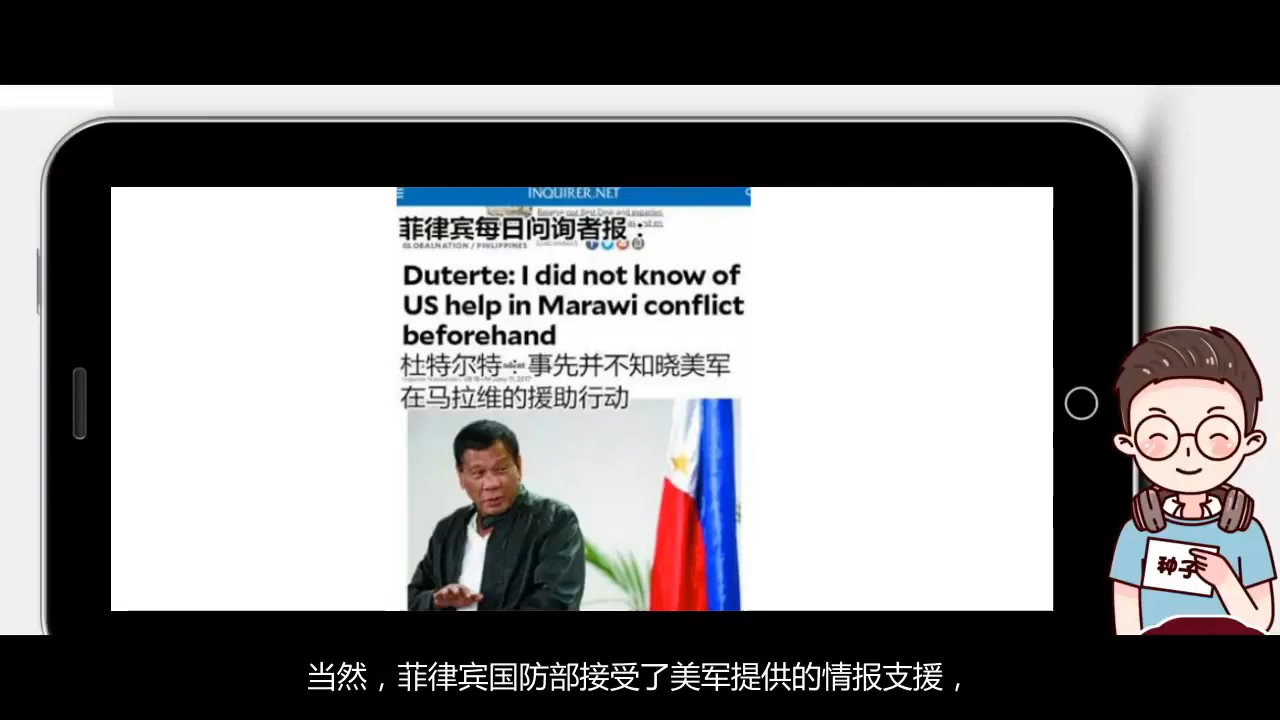 INQUIRER.NET
菲律宾每日问询者报：
GLOBALNATION / PHILIPPINES
Duterte: I did not know of
US help in Marawi conflict
beforehand
杜特尔特：事先并不知晓美军
在马拉维的援助行动
种子
当然，菲律宾国防部接受了美军提供的情报支援，